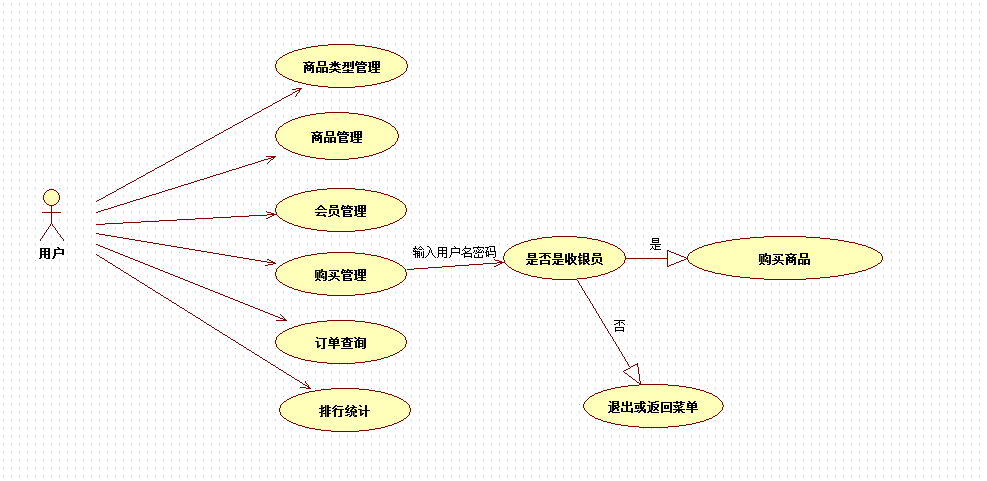 商品类型管理
商品管理
会员管理
用户
购买管理
输入用户名密码
是否是收银员
是
购买商品
否
订单查询
排行统计
退出或返回菜单